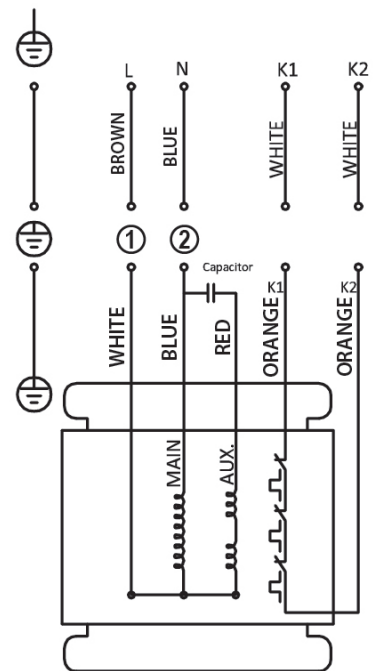 L N K1 K2
BROWN BLUE WHITE WHITE
1 2
Capacitor
K1 K2
WHITE BLUE RED ORANGE ORANGE
MAIN AUX.